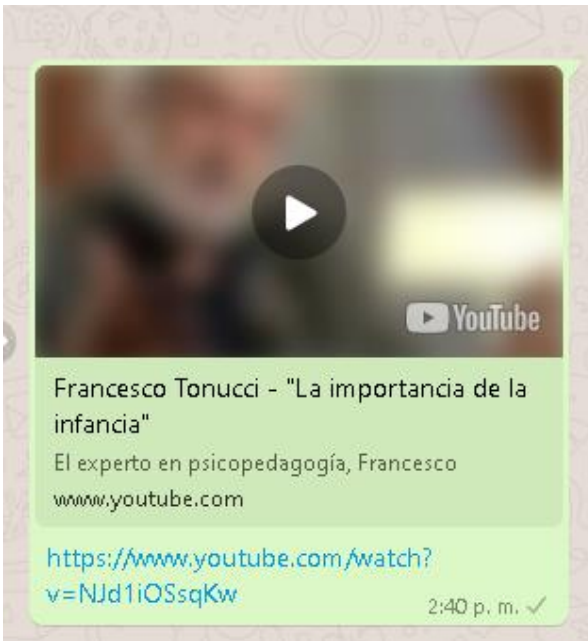 YouTube
Francesco Tonucci - "La importancia de la
infancia"
El experto en psicopedagogía, Francesco
www.youtube.com
https://www.youtube.com/watch?
v=NJd1iOSsqKw
2:40 p. m.